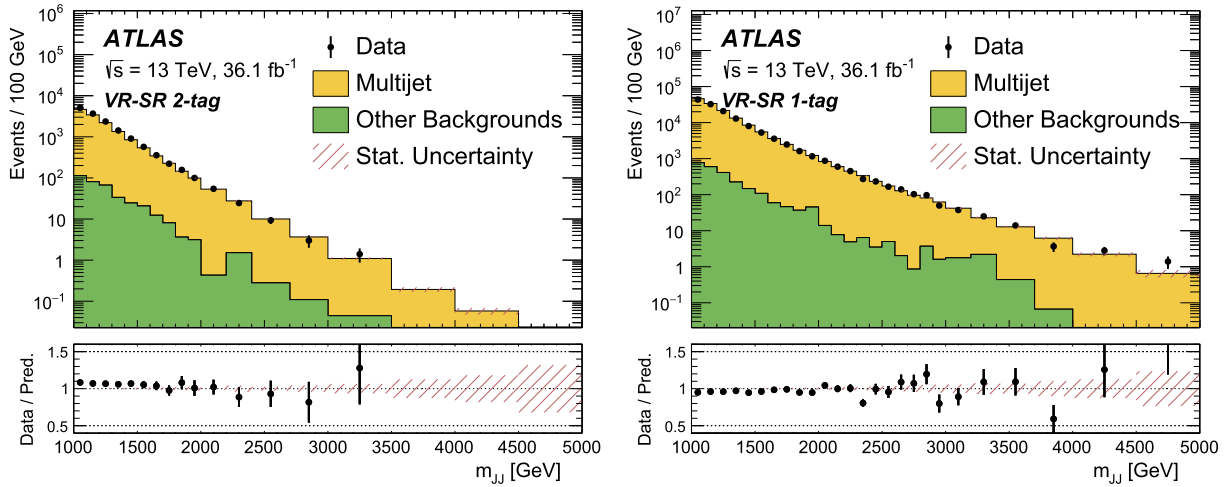 Events / 100 GeV
10⁶
10⁵
10⁴
10³
10²
10
1
10⁻¹
ATLAS
√s = 13 TeV, 36.1 fb⁻¹
VR-SR 2-tag
Data
Multijet
Other Backgrounds
Stat. Uncertainty
Data / Pred.
1.5
1
0.5
1000 1500 2000 2500 3000 3500 4000 4500 5000
m_JJ [GeV]
Events / 100 GeV
10⁷
10⁶
10⁵
10⁴
10³
10²
10
1
10⁻¹
ATLAS
√s = 13 TeV, 36.1 fb⁻¹
VR-SR 1-tag
Data
Multijet
Other Backgrounds
Stat. Uncertainty
Data / Pred.
1.5
1
0.5
1000 1500 2000 2500 3000 3500 4000 4500 5000
m_JJ [GeV]